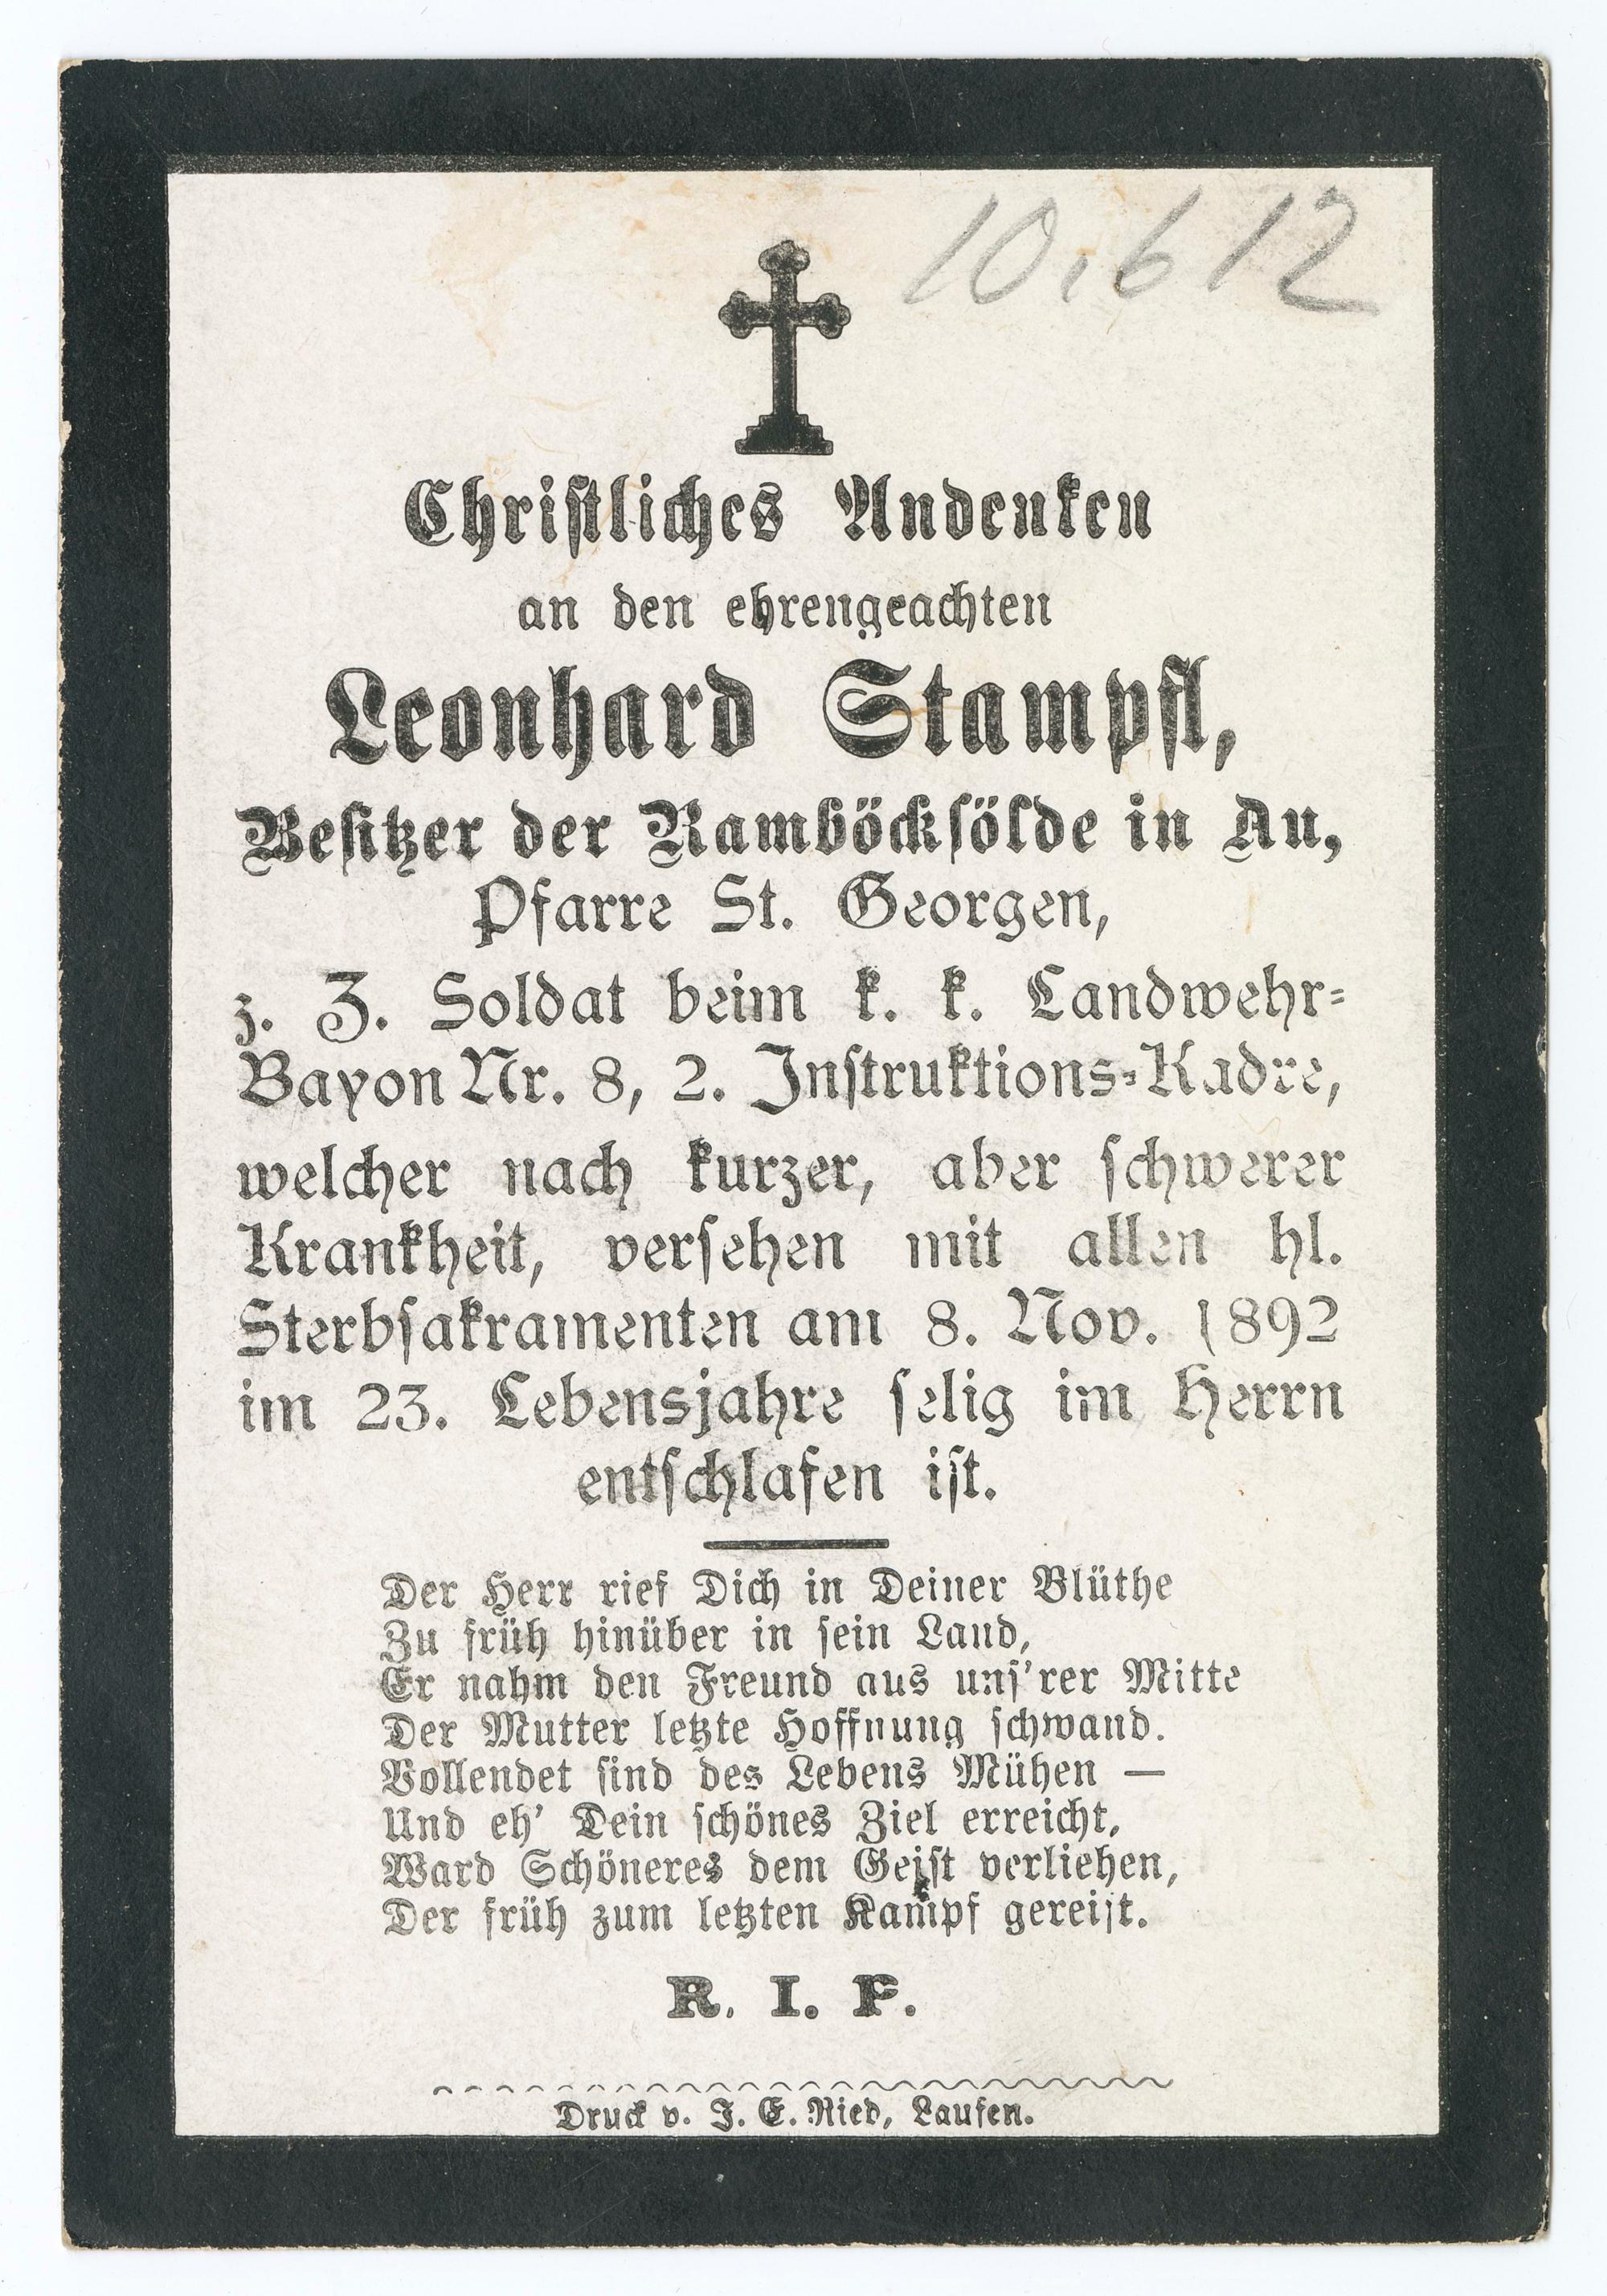 10.612
Christliches Andenken
an den ehrengeachten
Leonhard Stampfl,
Besitzer der Ramböcksölde in Au,
Pfarre St. Georgen,
z. Z. Soldat beim k. k. Landwehr-
Bayon Nr. 8, 2. Instruktions-Kadre,
welcher nach kurzer, aber schwerer
Krankheit, versehen mit allen hl.
Sterbsakramenten am 8. Nov. 1892
im 23. Lebensjahre selig im Herrn
entschlafen ist.
Der Herr rief Dich in Deiner Blüthe
Zu früh hinüber in sein Land,
Er nahm den Freund aus uns'rer Mitte
Der Mutter letzte Hoffnung schwand.
Vollendet sind des Lebens Mühen —
Und eh' Dein schönes Ziel erreicht,
Ward Schöneres dem Geist verliehen,
Der früh zum letzten Kampf gereist.
R. I. P.
Druck v. J. E. Ried, Laufen.